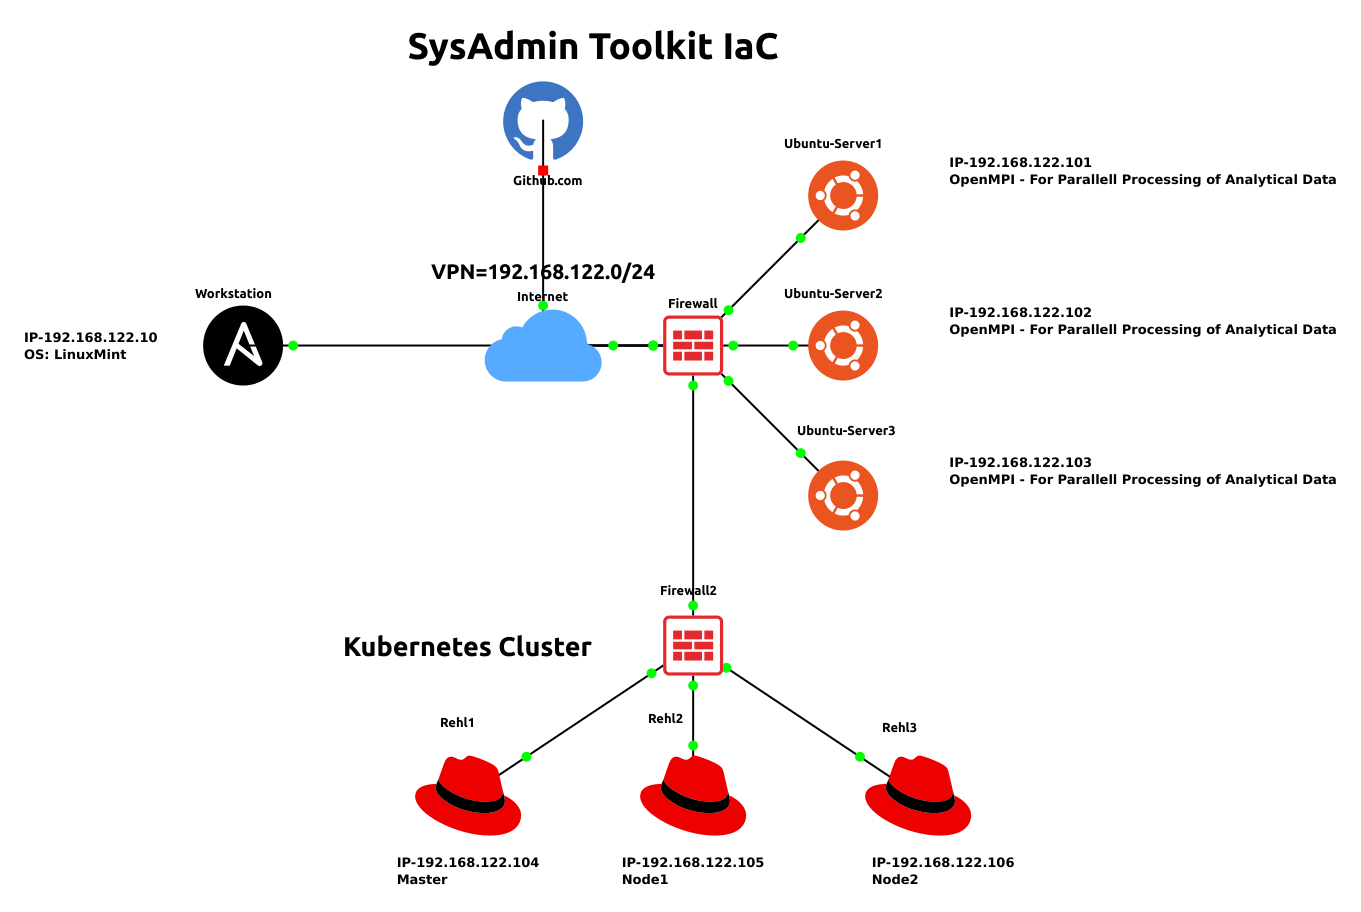 SysAdmin Toolkit IaC
Github.com
Ubuntu-Server1
IP-192.168.122.101
OpenMPI - For Parallell Processing of Analytical Data
VPN=192.168.122.0/24
Internet
Workstation
IP-192.168.122.10
OS: LinuxMint
Firewall
Ubuntu-Server2
IP-192.168.122.102
OpenMPI - For Parallell Processing of Analytical Data
Ubuntu-Server3
IP-192.168.122.103
OpenMPI - For Parallell Processing of Analytical Data
Firewall2
Kubernetes Cluster
Rehl1
Rehl2
Rehl3
IP-192.168.122.104
Master
IP-192.168.122.105
Node1
IP-192.168.122.106
Node2